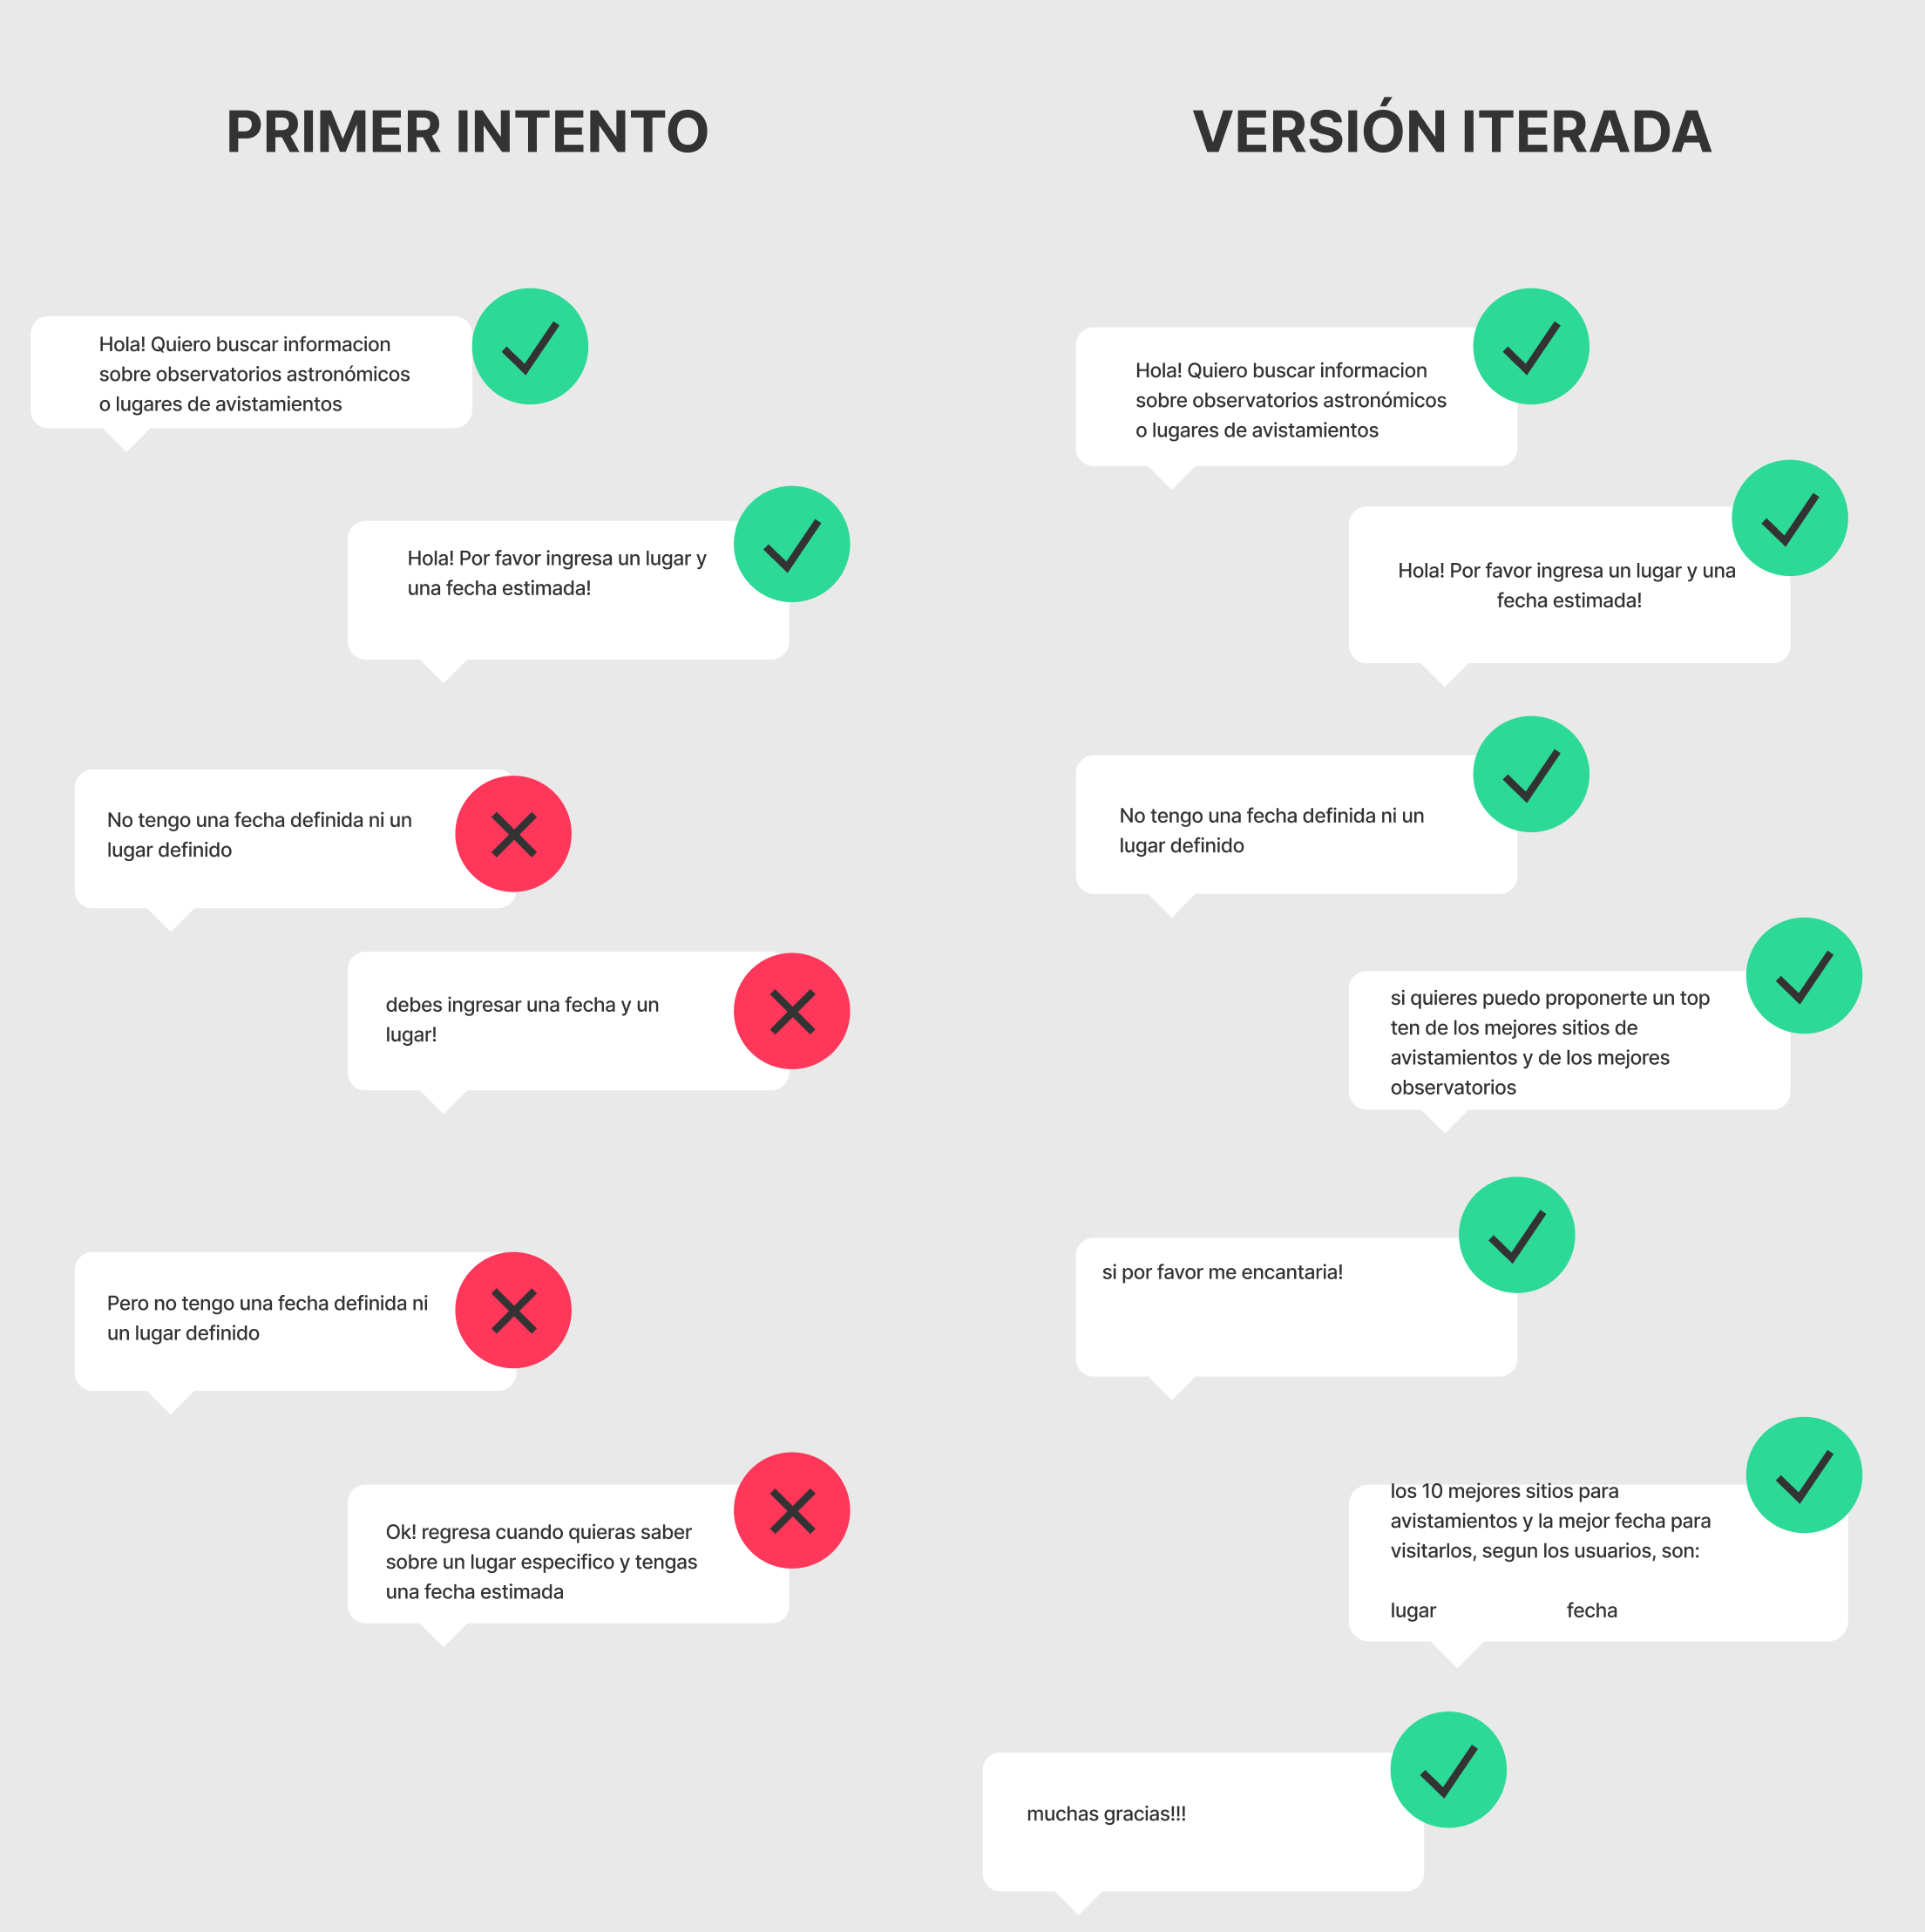 PRIMER INTENTO
Hola! Quiero buscar informacion
sobre observatorios astronómicos
o lugares de avistamientos
Hola! Por favor ingresa un lugar y
una fecha estimada!
No tengo una fecha definida ni un
lugar definido
debes ingresar una fecha y un
lugar!
Pero no tengo una fecha definida ni
un lugar definido
Ok! regresa cuando quieras saber
sobre un lugar especifico y tengas
una fecha estimada
VERSIÓN ITERADA
Hola! Quiero buscar informacion
sobre observatorios astronómicos
o lugares de avistamientos
Hola! Por favor ingresa un lugar y una
fecha estimada!
No tengo una fecha definida ni un
lugar definido
si quieres puedo proponerte un top
ten de los mejores sitios de
avistamientos y de los mejores
observatorios
si por favor me encantaria!
los 10 mejores sitios para
avistamientos y la mejor fecha para
visitarlos, segun los usuarios, son:
lugar fecha
muchas gracias!!!